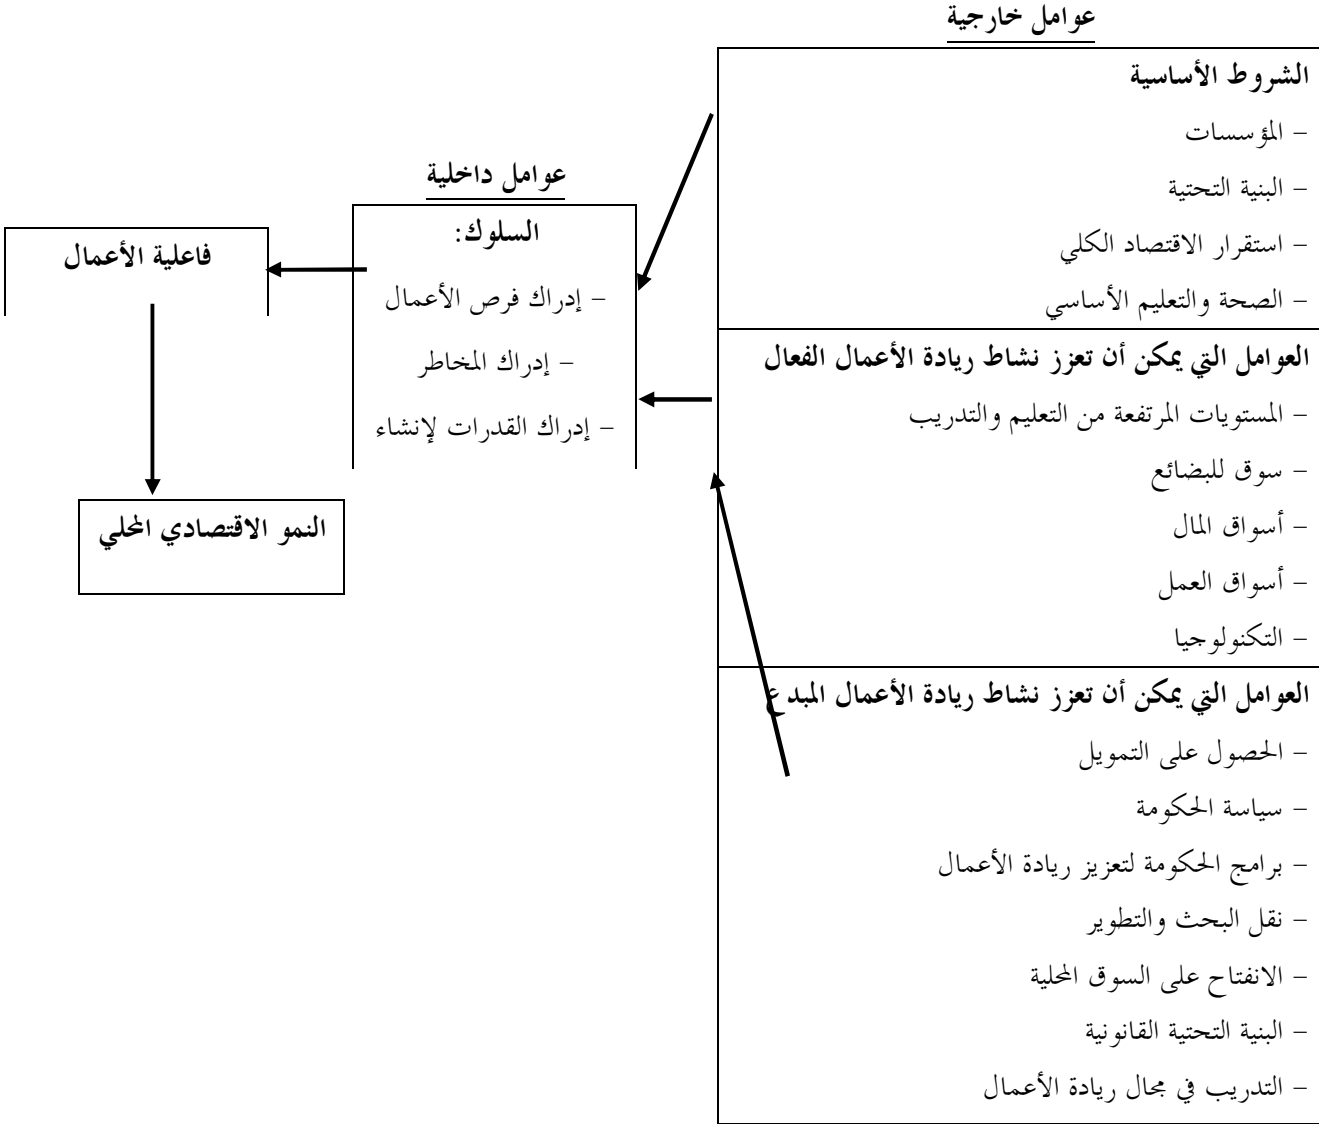 عوامل خارجية
الشروط الأساسية
– المؤسسات
– البنية التحتية
– استقرار الاقتصاد الكلي
– الصحة والتعليم الأساسي
العوامل التي يمكن أن تعزز نشاط ريادة الأعمال الفعال
– المستويات المرتفعة من التعليم والتدريب
– سوق للبضائع
– أسواق المال
– أسواق العمل
– التكنولوجيا
العوامل التي يمكن أن تعزز نشاط ريادة الأعمال المبدع
– الحصول على التمويل
– سياسة الحكومة
– برامج الحكومة لتعزيز ريادة الأعمال
– نقل البحث والتطوير
– الانفتاح على السوق المحلية
– البنية التحتية القانونية
– التدريب في مجال ريادة الأعمال
عوامل داخلية
السلوك:
– إدراك فرص الأعمال
– إدراك المخاطر
– إدراك القدرات لإنشاء
فاعلية الأعمال
النمو الاقتصادي المحلي